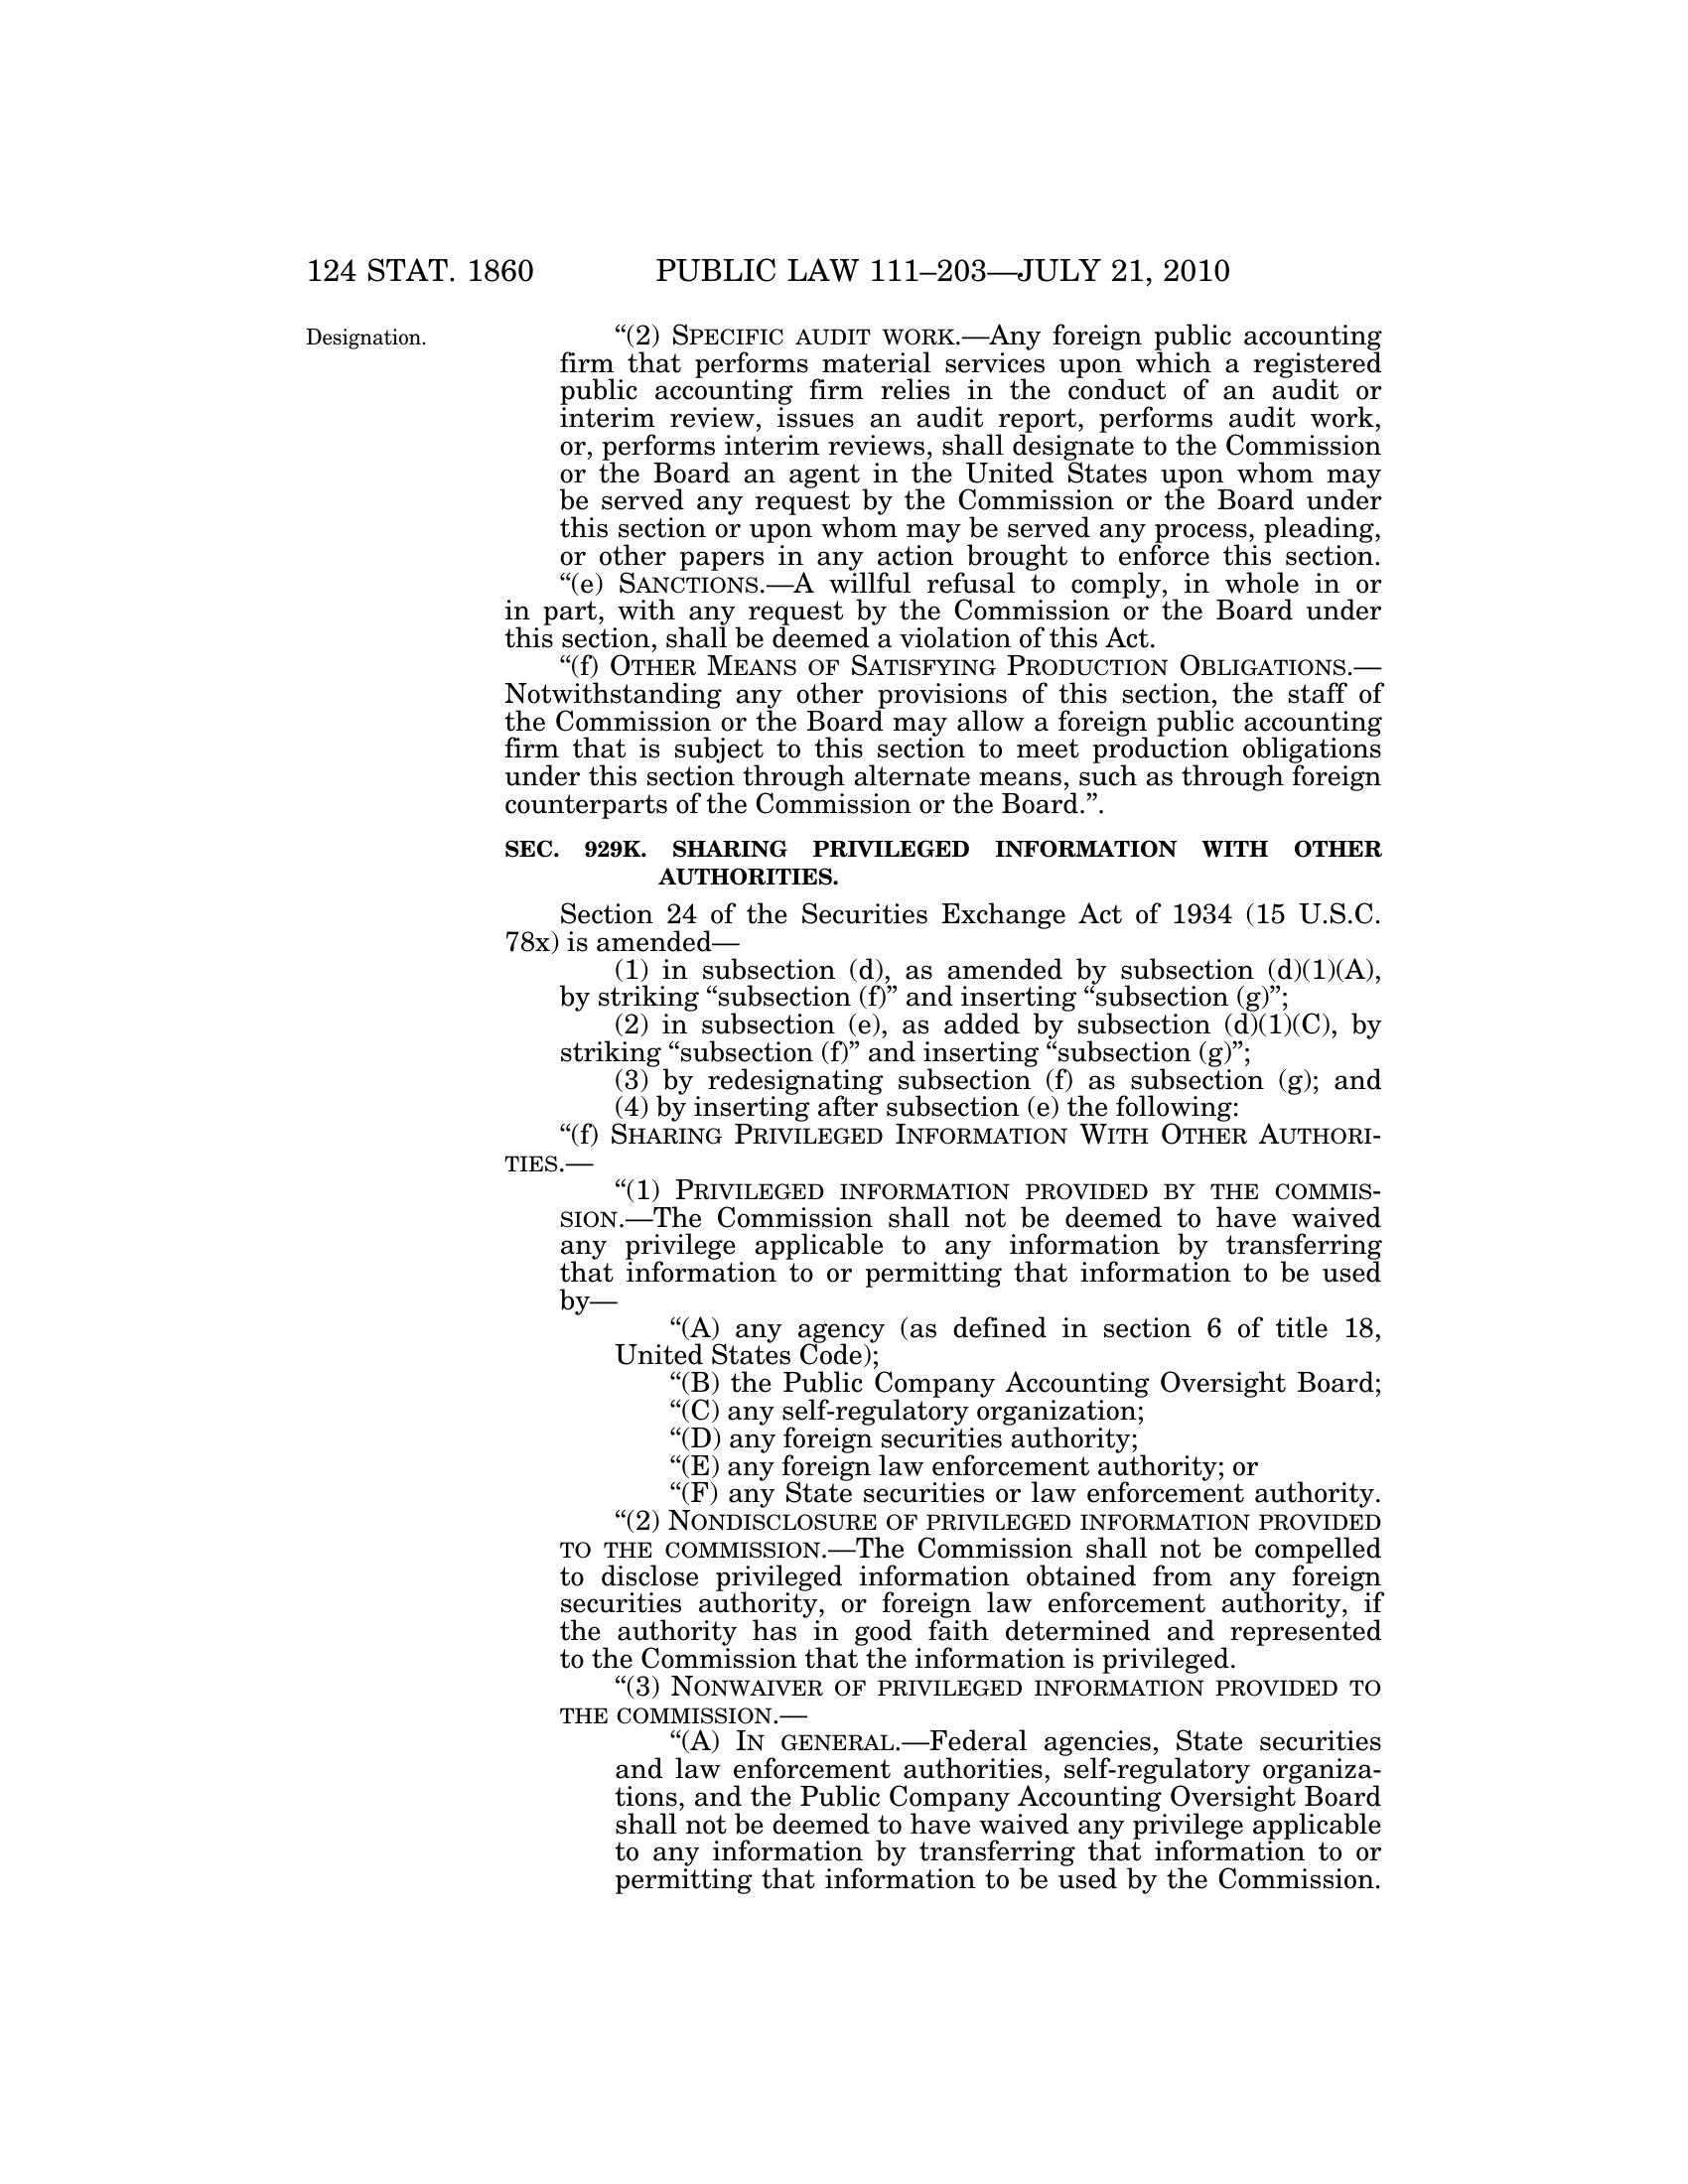 124 STAT. 1860 PUBLIC LAW 111–203—JULY 21, 2010
Designation.
“(2) SPECIFIC AUDIT WORK.—Any foreign public accounting
firm that performs material services upon which a registered
public accounting firm relies in the conduct of an audit or
interim review, issues an audit report, performs audit work,
or, performs interim reviews, shall designate to the Commission
or the Board an agent in the United States upon whom may
be served any request by the Commission or the Board under
this section or upon whom may be served any process, pleading,
or other papers in any action brought to enforce this section.
“(e) SANCTIONS.—A willful refusal to comply, in whole in or
in part, with any request by the Commission or the Board under
this section, shall be deemed a violation of this Act.
“(f) OTHER MEANS OF SATISFYING PRODUCTION OBLIGATIONS.—
Notwithstanding any other provisions of this section, the staff of
the Commission or the Board may allow a foreign public accounting
firm that is subject to this section to meet production obligations
under this section through alternate means, such as through foreign
counterparts of the Commission or the Board.”.
SEC. 929K. SHARING PRIVILEGED INFORMATION WITH OTHER
AUTHORITIES.
Section 24 of the Securities Exchange Act of 1934 (15 U.S.C.
78x) is amended—
(1) in subsection (d), as amended by subsection (d)(1)(A),
by striking “subsection (f)” and inserting “subsection (g)”;
(2) in subsection (e), as added by subsection (d)(1)(C), by
striking “subsection (f)” and inserting “subsection (g)”;
(3) by redesignating subsection (f) as subsection (g); and
(4) by inserting after subsection (e) the following:
“(f) SHARING PRIVILEGED INFORMATION WITH OTHER AUTHORI-
TIES.—
“(1) PRIVILEGED INFORMATION PROVIDED BY THE COMMIS-
SION.—The Commission shall not be deemed to have waived
any privilege applicable to any information by transferring
that information to or permitting that information to be used
by—
“(A) any agency (as defined in section 6 of title 18,
United States Code);
“(B) the Public Company Accounting Oversight Board;
“(C) any self-regulatory organization;
“(D) any foreign securities authority;
“(E) any foreign law enforcement authority; or
“(F) any State securities or law enforcement authority.
“(2) NONDISCLOSURE OF PRIVILEGED INFORMATION PROVIDED
TO THE COMMISSION.—The Commission shall not be compelled
to disclose privileged information obtained from any foreign
securities authority, or foreign law enforcement authority, if
the authority has in good faith determined and represented
to the Commission that the information is privileged.
“(3) NONWAIVER OF PRIVILEGED INFORMATION PROVIDED TO
THE COMMISSION.—
“(A) IN GENERAL.—Federal agencies, State securities
and law enforcement authorities, self-regulatory organiza-
tions, and the Public Company Accounting Oversight Board
shall not be deemed to have waived any privilege applicable
to any information by transferring that information to or
permitting that information to be used by the Commission.